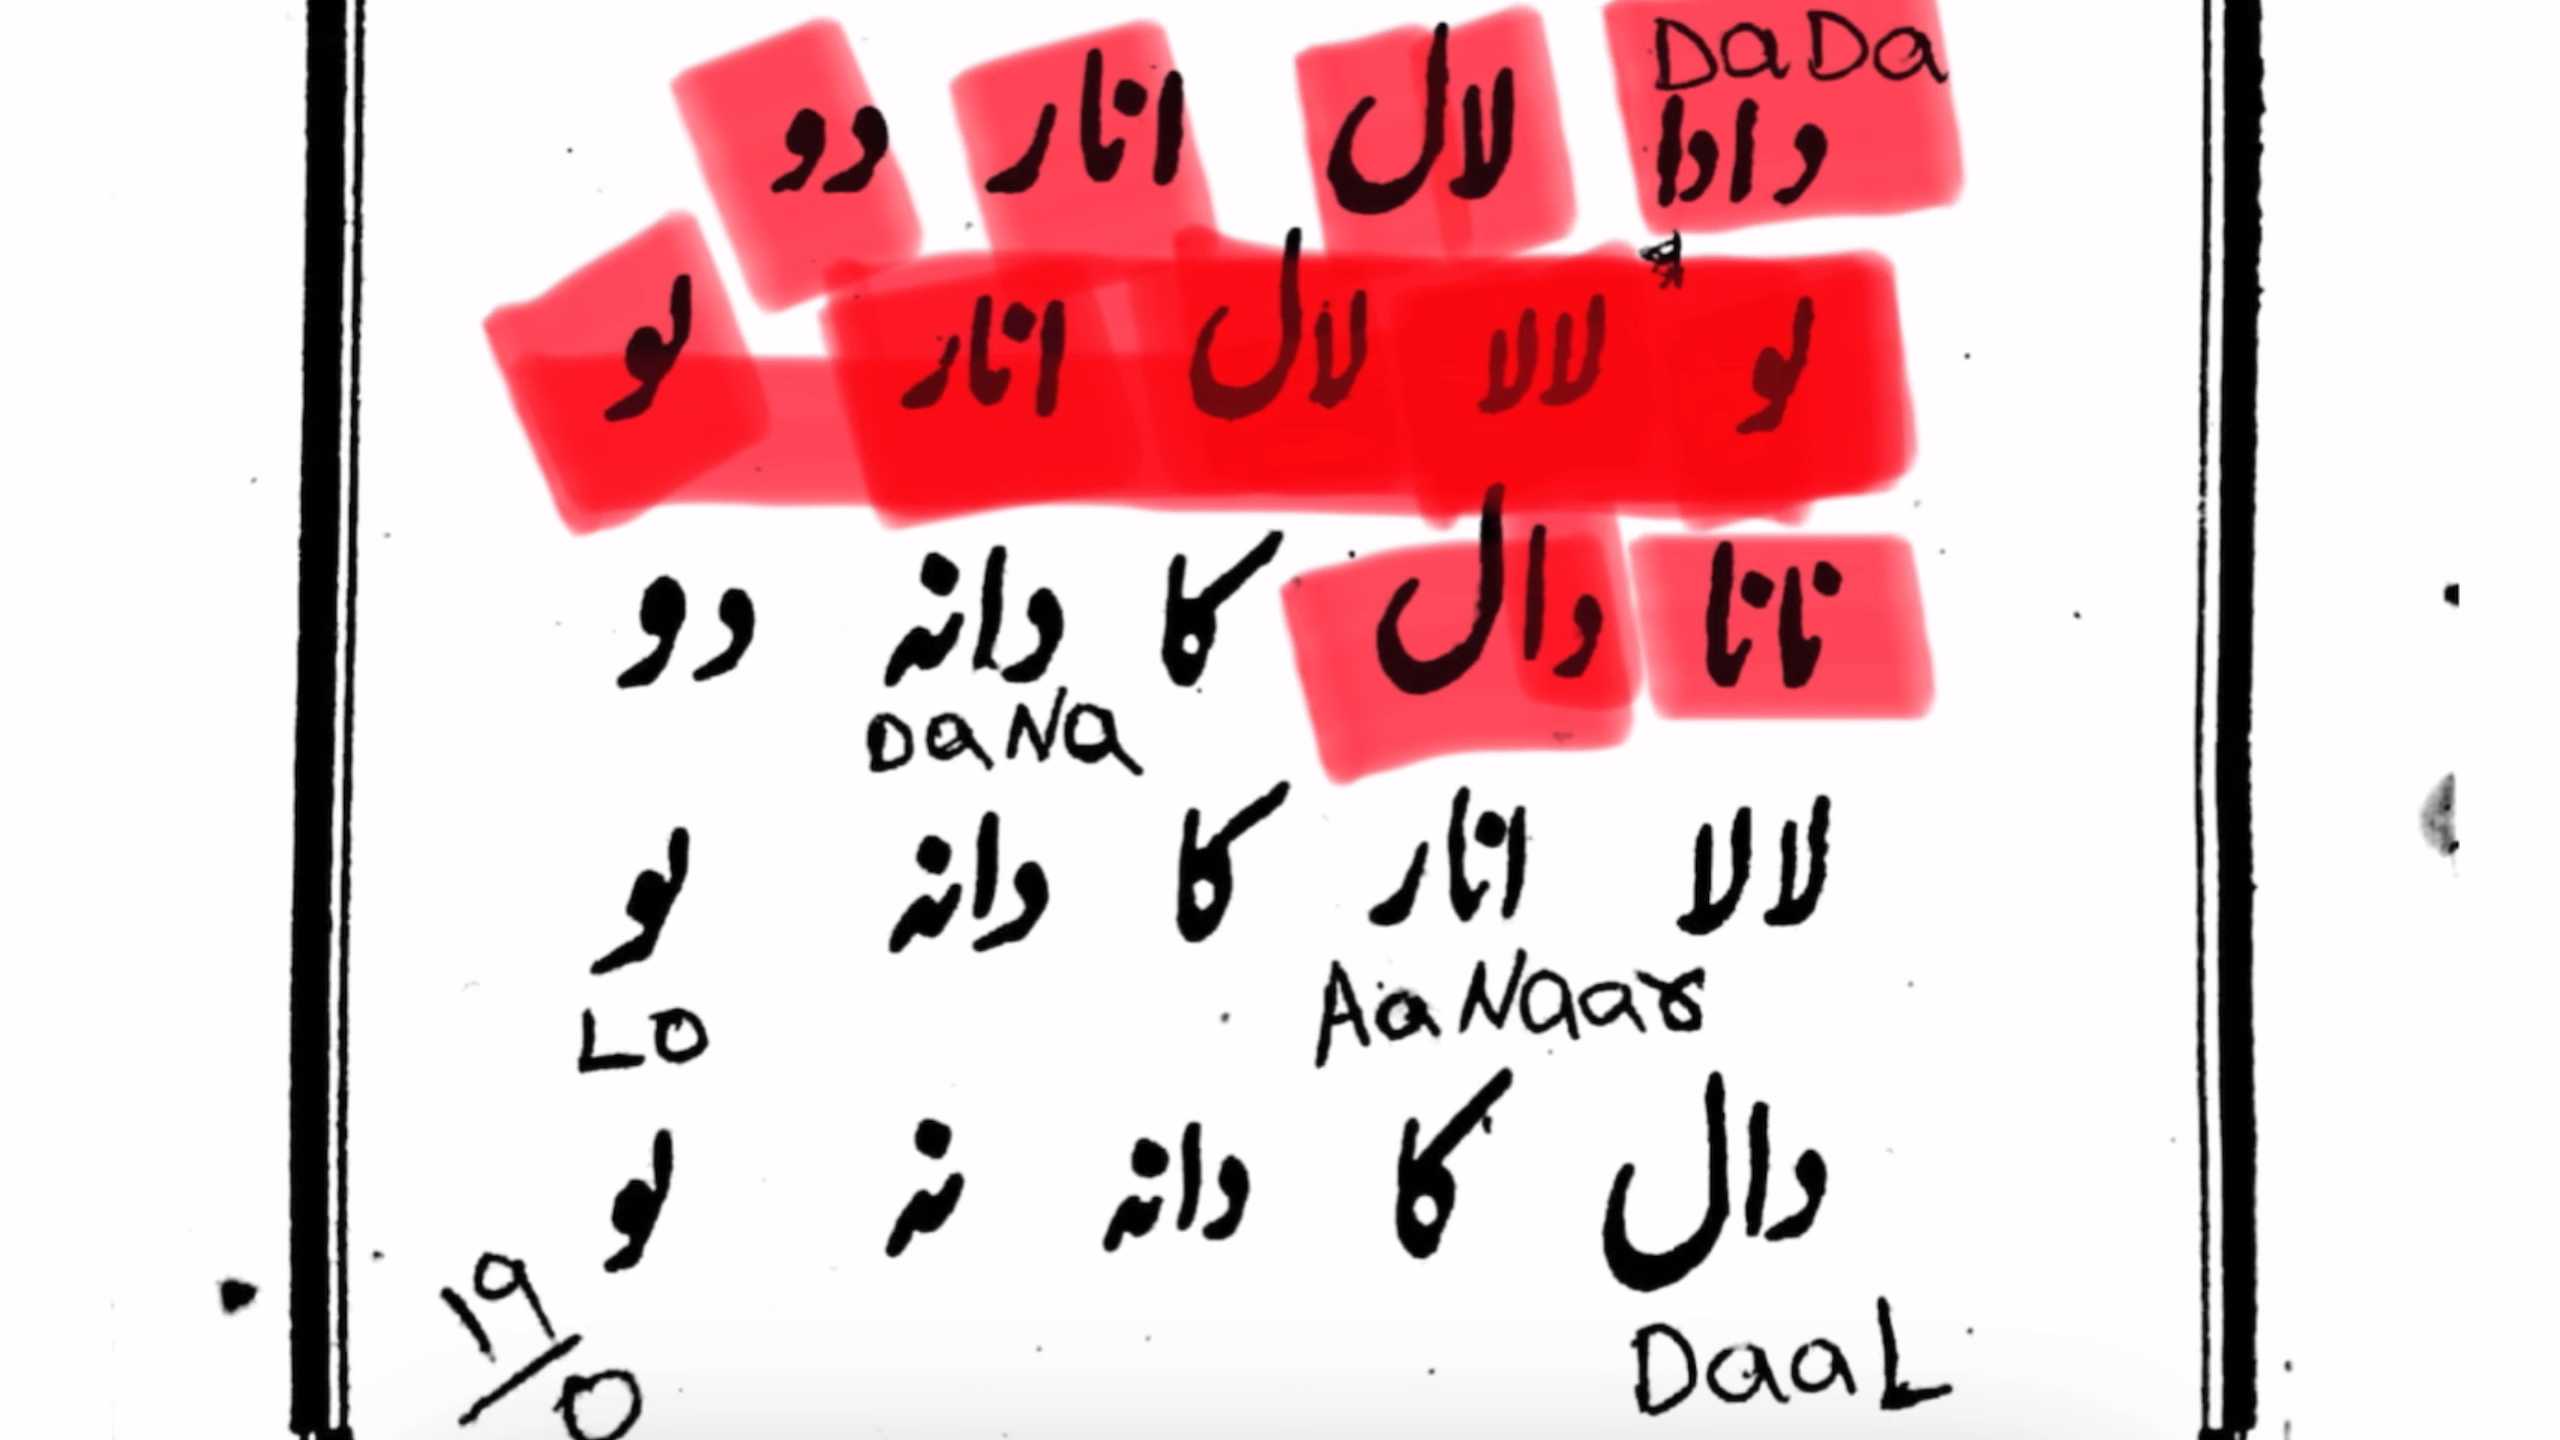 DaDa
دادا لال انار دو
لو لالا لال انار لو
نانا دال کا دانہ دو
DaNa
لالا انار کا دانہ لو
AaNaar
LO
دال کا دانہ نہ لو
19/0
DaaL